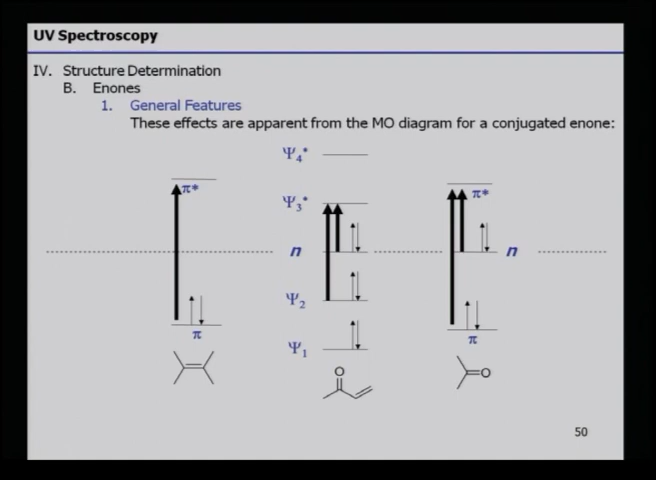 UV Spectroscopy
IV. Structure Determination
B. Enones
1. General Features
These effects are apparent from the MO diagram for a conjugated enone:
Ψ4*
π*
Ψ3*
π*
n
n
Ψ2
π
π
Ψ1
O
O
50